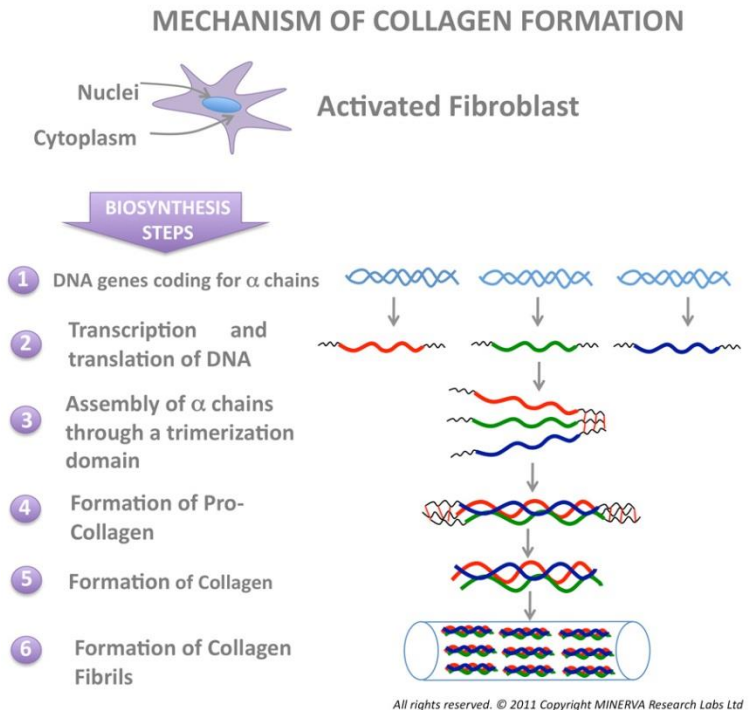 MECHANISM OF COLLAGEN FORMATION
Nuclei
Cytoplasm
Activated Fibroblast
BIOSYNTHESIS
STEPS
1 DNA genes coding for α chains
2 Transcription and
translation of DNA
3 Assembly of α chains
through a trimerization
domain
4 Formation of Pro-
Collagen
5 Formation of Collagen
6 Formation of Collagen
Fibrils
All rights reserved. © 2011 Copyright MINERVA Research Labs Ltd